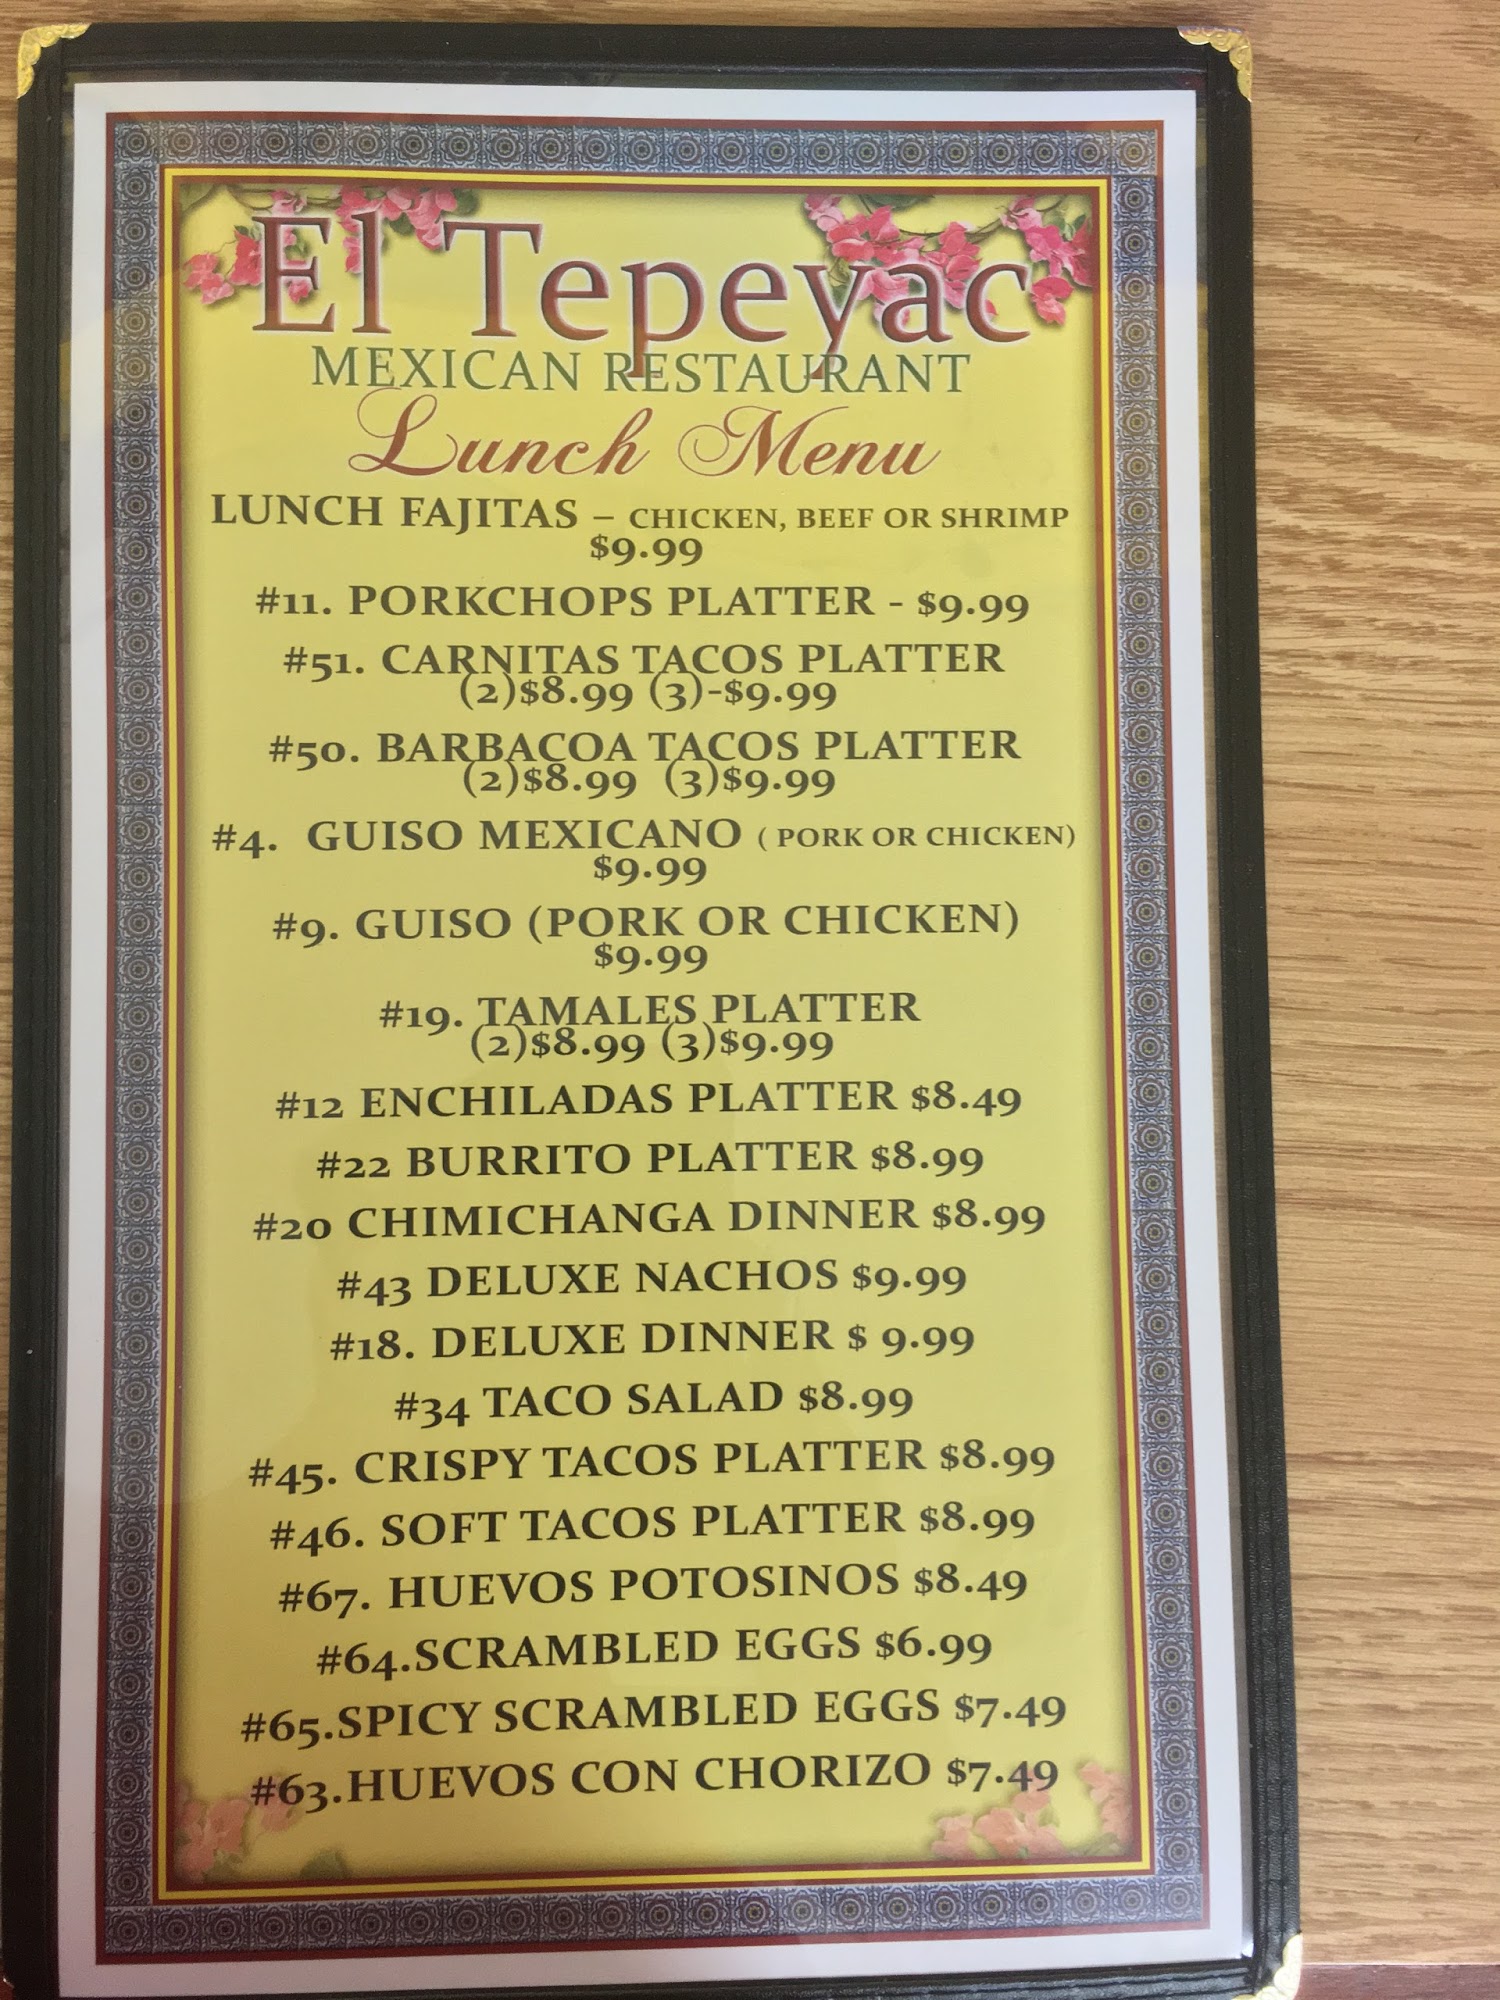 El Tepeyac
MEXICAN RESTAURANT
Lunch Menu
LUNCH FAJITAS – CHICKEN, BEEF OR SHRIMP
$9.99
#11. PORKCHOPS PLATTER - $9.99
#51. CARNITAS TACOS PLATTER
(2)$8.99 (3)-$9.99
#50. BARBACOA TACOS PLATTER
(2)$8.99 (3)$9.99
#4. GUISO MEXICANO ( PORK OR CHICKEN)
$9.99
#9. GUISO (PORK OR CHICKEN)
$9.99
#19. TAMALES PLATTER
(2)$8.99 (3)$9.99
#12 ENCHILADAS PLATTER $8.49
#22 BURRITO PLATTER $8.99
#20 CHIMICHANGA DINNER $8.99
#43 DELUXE NACHOS $9.99
#18. DELUXE DINNER $ 9.99
#34 TACO SALAD $8.99
#45. CRISPY TACOS PLATTER $8.99
#46. SOFT TACOS PLATTER $8.99
#67. HUEVOS POTOSINOS $8.49
#64.SCRAMBLED EGGS $6.99
#65.SPICY SCRAMBLED EGGS $7.49
#63.HUEVOS CON CHORIZO $7.49